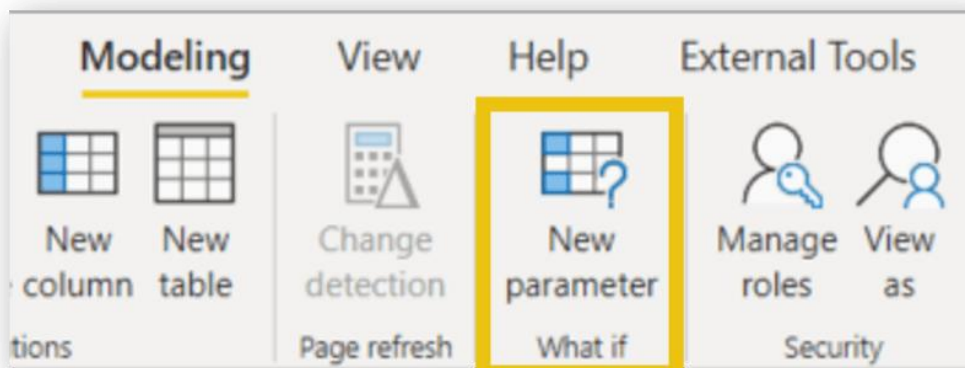 Modeling View Help External Tools
New New Change New Manage View
column table detection parameter roles as
tions Page refresh What if Security